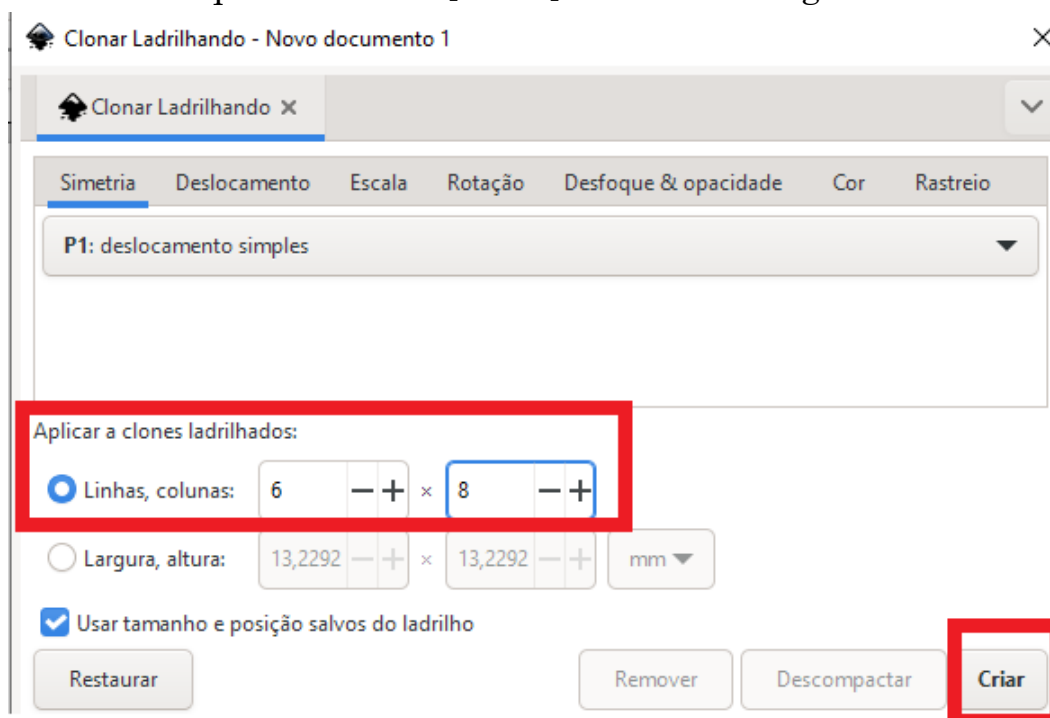 Clonar Ladrilhando - Novo documento 1
Clonar Ladrilhando
Simetria Deslocamento Escala Rotação Desfoque & opacidade Cor Rastreio
P1: deslocamento simples
Aplicar a clones ladrilhados:
Linhas, colunas: 6 × 8
Largura, altura: 13,2292 × 13,2292 mm
Usar tamanho e posição salvos do ladrilho
Restaurar Remover Descompactar Criar